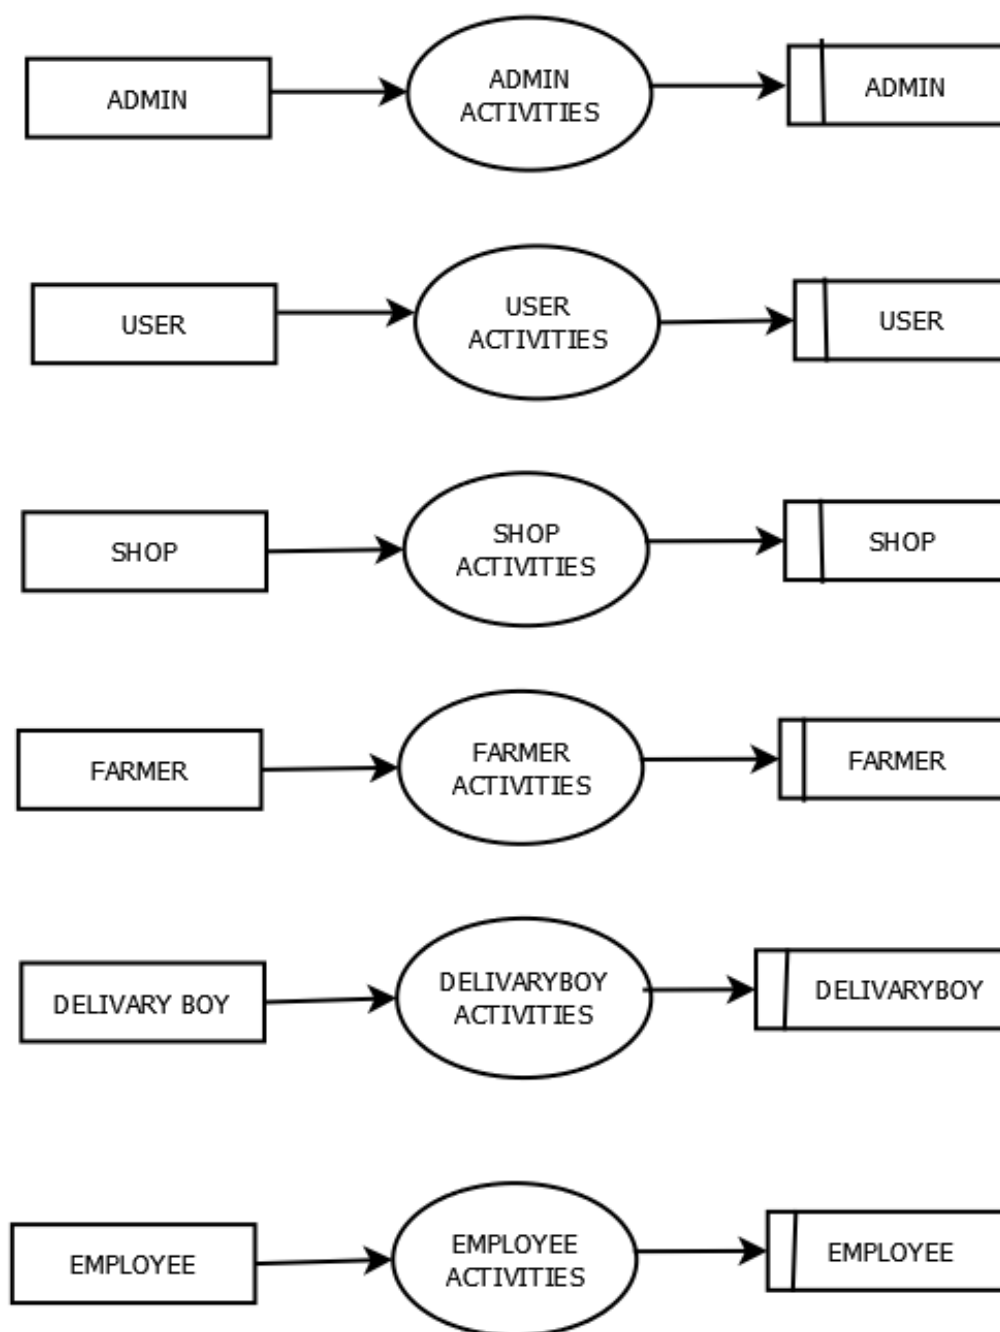 ADMIN
ADMIN
ACTIVITIES
ADMIN
USER
USER
ACTIVITIES
USER
SHOP
SHOP
ACTIVITIES
SHOP
FARMER
FARMER
ACTIVITIES
FARMER
DELIVARY BOY
DELIVARYBOY
ACTIVITIES
DELIVARYBOY
EMPLOYEE
EMPLOYEE
ACTIVITIES
EMPLOYEE